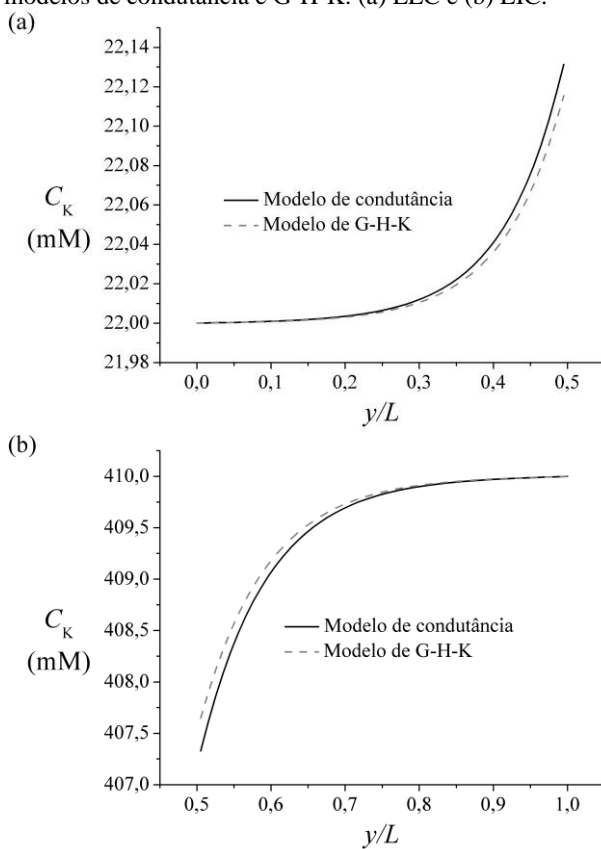 modelos de condutância e G-H-K. (a) LEC e (b) LIC.
(a)
22,14
22,12
22,10
22,08
22,06
22,04
22,02
22,00
21,98
C_K
(mM)
Modelo de condutância
Modelo de G-H-K
0,0 0,1 0,2 0,3 0,4 0,5
y/L
(b)
410,0
409,5
409,0
408,5
408,0
407,5
407,0
C_K
(mM)
Modelo de condutância
Modelo de G-H-K
0,5 0,6 0,7 0,8 0,9 1,0
y/L